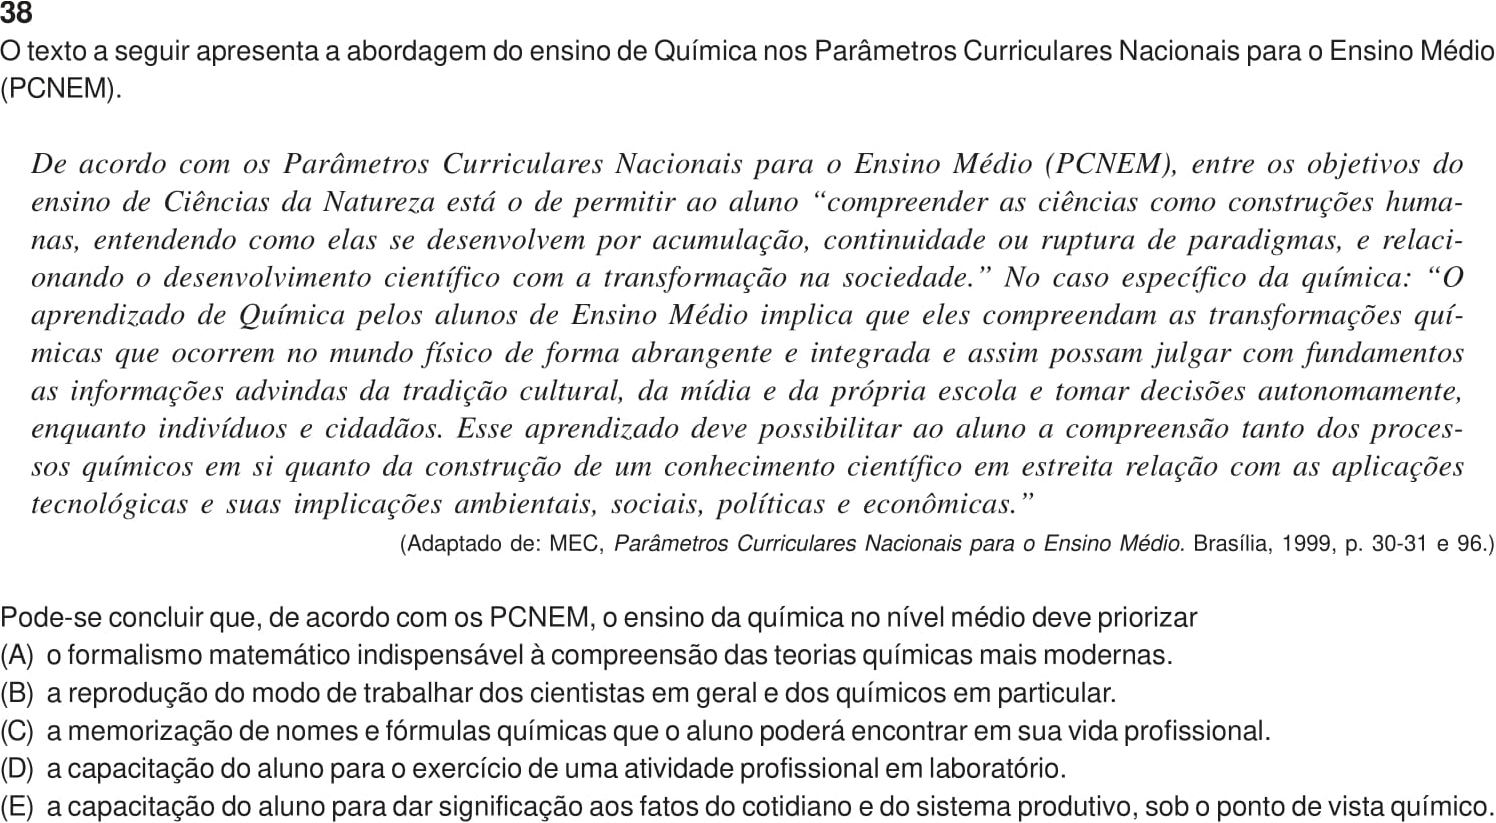 38
O texto a seguir apresenta a abordagem do ensino de Química nos Parâmetros Curriculares Nacionais para o Ensino Médio
(PCNEM).
De acordo com os Parâmetros Curriculares Nacionais para o Ensino Médio (PCNEM), entre os objetivos do
ensino de Ciências da Natureza está o de permitir ao aluno “compreender as ciências como construções huma-
nas, entendendo como elas se desenvolvem por acumulação, continuidade ou ruptura de paradigmas, e relaci-
onando o desenvolvimento científico com a transformação na sociedade.” No caso específico da química: “O
aprendizado de Química pelos alunos de Ensino Médio implica que eles compreendam as transformações quí-
micas que ocorrem no mundo físico de forma abrangente e integrada e assim possam julgar com fundamentos
as informações advindas da tradição cultural, da mídia e da própria escola e tomar decisões autonomamente,
enquanto indivíduos e cidadãos. Esse aprendizado deve possibilitar ao aluno a compreensão tanto dos proces-
sos químicos em si quanto da construção de um conhecimento científico em estreita relação com as aplicações
tecnológicas e suas implicações ambientais, sociais, políticas e econômicas.”
(Adaptado de: MEC, Parâmetros Curriculares Nacionais para o Ensino Médio. Brasília, 1999, p. 30-31 e 96.)
Pode-se concluir que, de acordo com os PCNEM, o ensino da química no nível médio deve priorizar
(A) o formalismo matemático indispensável à compreensão das teorias químicas mais modernas.
(B) a reprodução do modo de trabalhar dos cientistas em geral e dos químicos em particular.
(C) a memorização de nomes e fórmulas químicas que o aluno poderá encontrar em sua vida profissional.
(D) a capacitação do aluno para o exercício de uma atividade profissional em laboratório.
(E) a capacitação do aluno para dar significação aos fatos do cotidiano e do sistema produtivo, sob o ponto de vista químico.